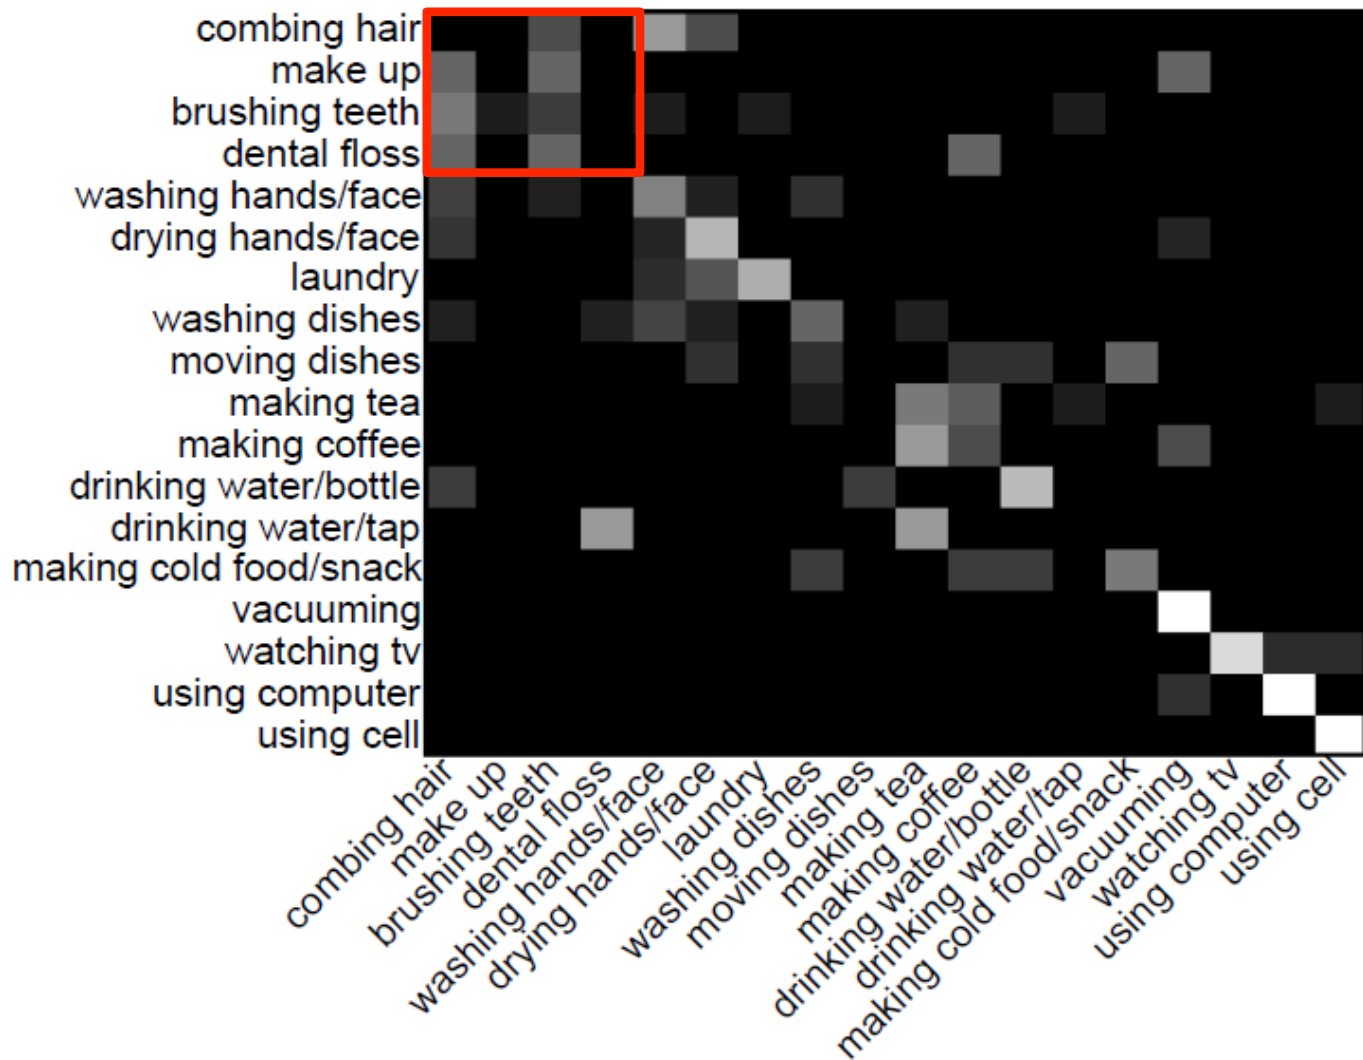 combing hair
make up
brushing teeth
dental floss
washing hands/face
drying hands/face
laundry
washing dishes
moving dishes
making tea
making coffee
drinking water/bottle
drinking water/tap
making cold food/snack
vacuuming
watching tv
using computer
using cell
combing hair
make up
brushing teeth
dental floss
washing hands/face
drying hands/face
laundry
washing dishes
moving dishes
making tea
making coffee
drinking water/bottle
drinking water/tap
making cold food/snack
vacuuming
watching tv
using computer
using cell